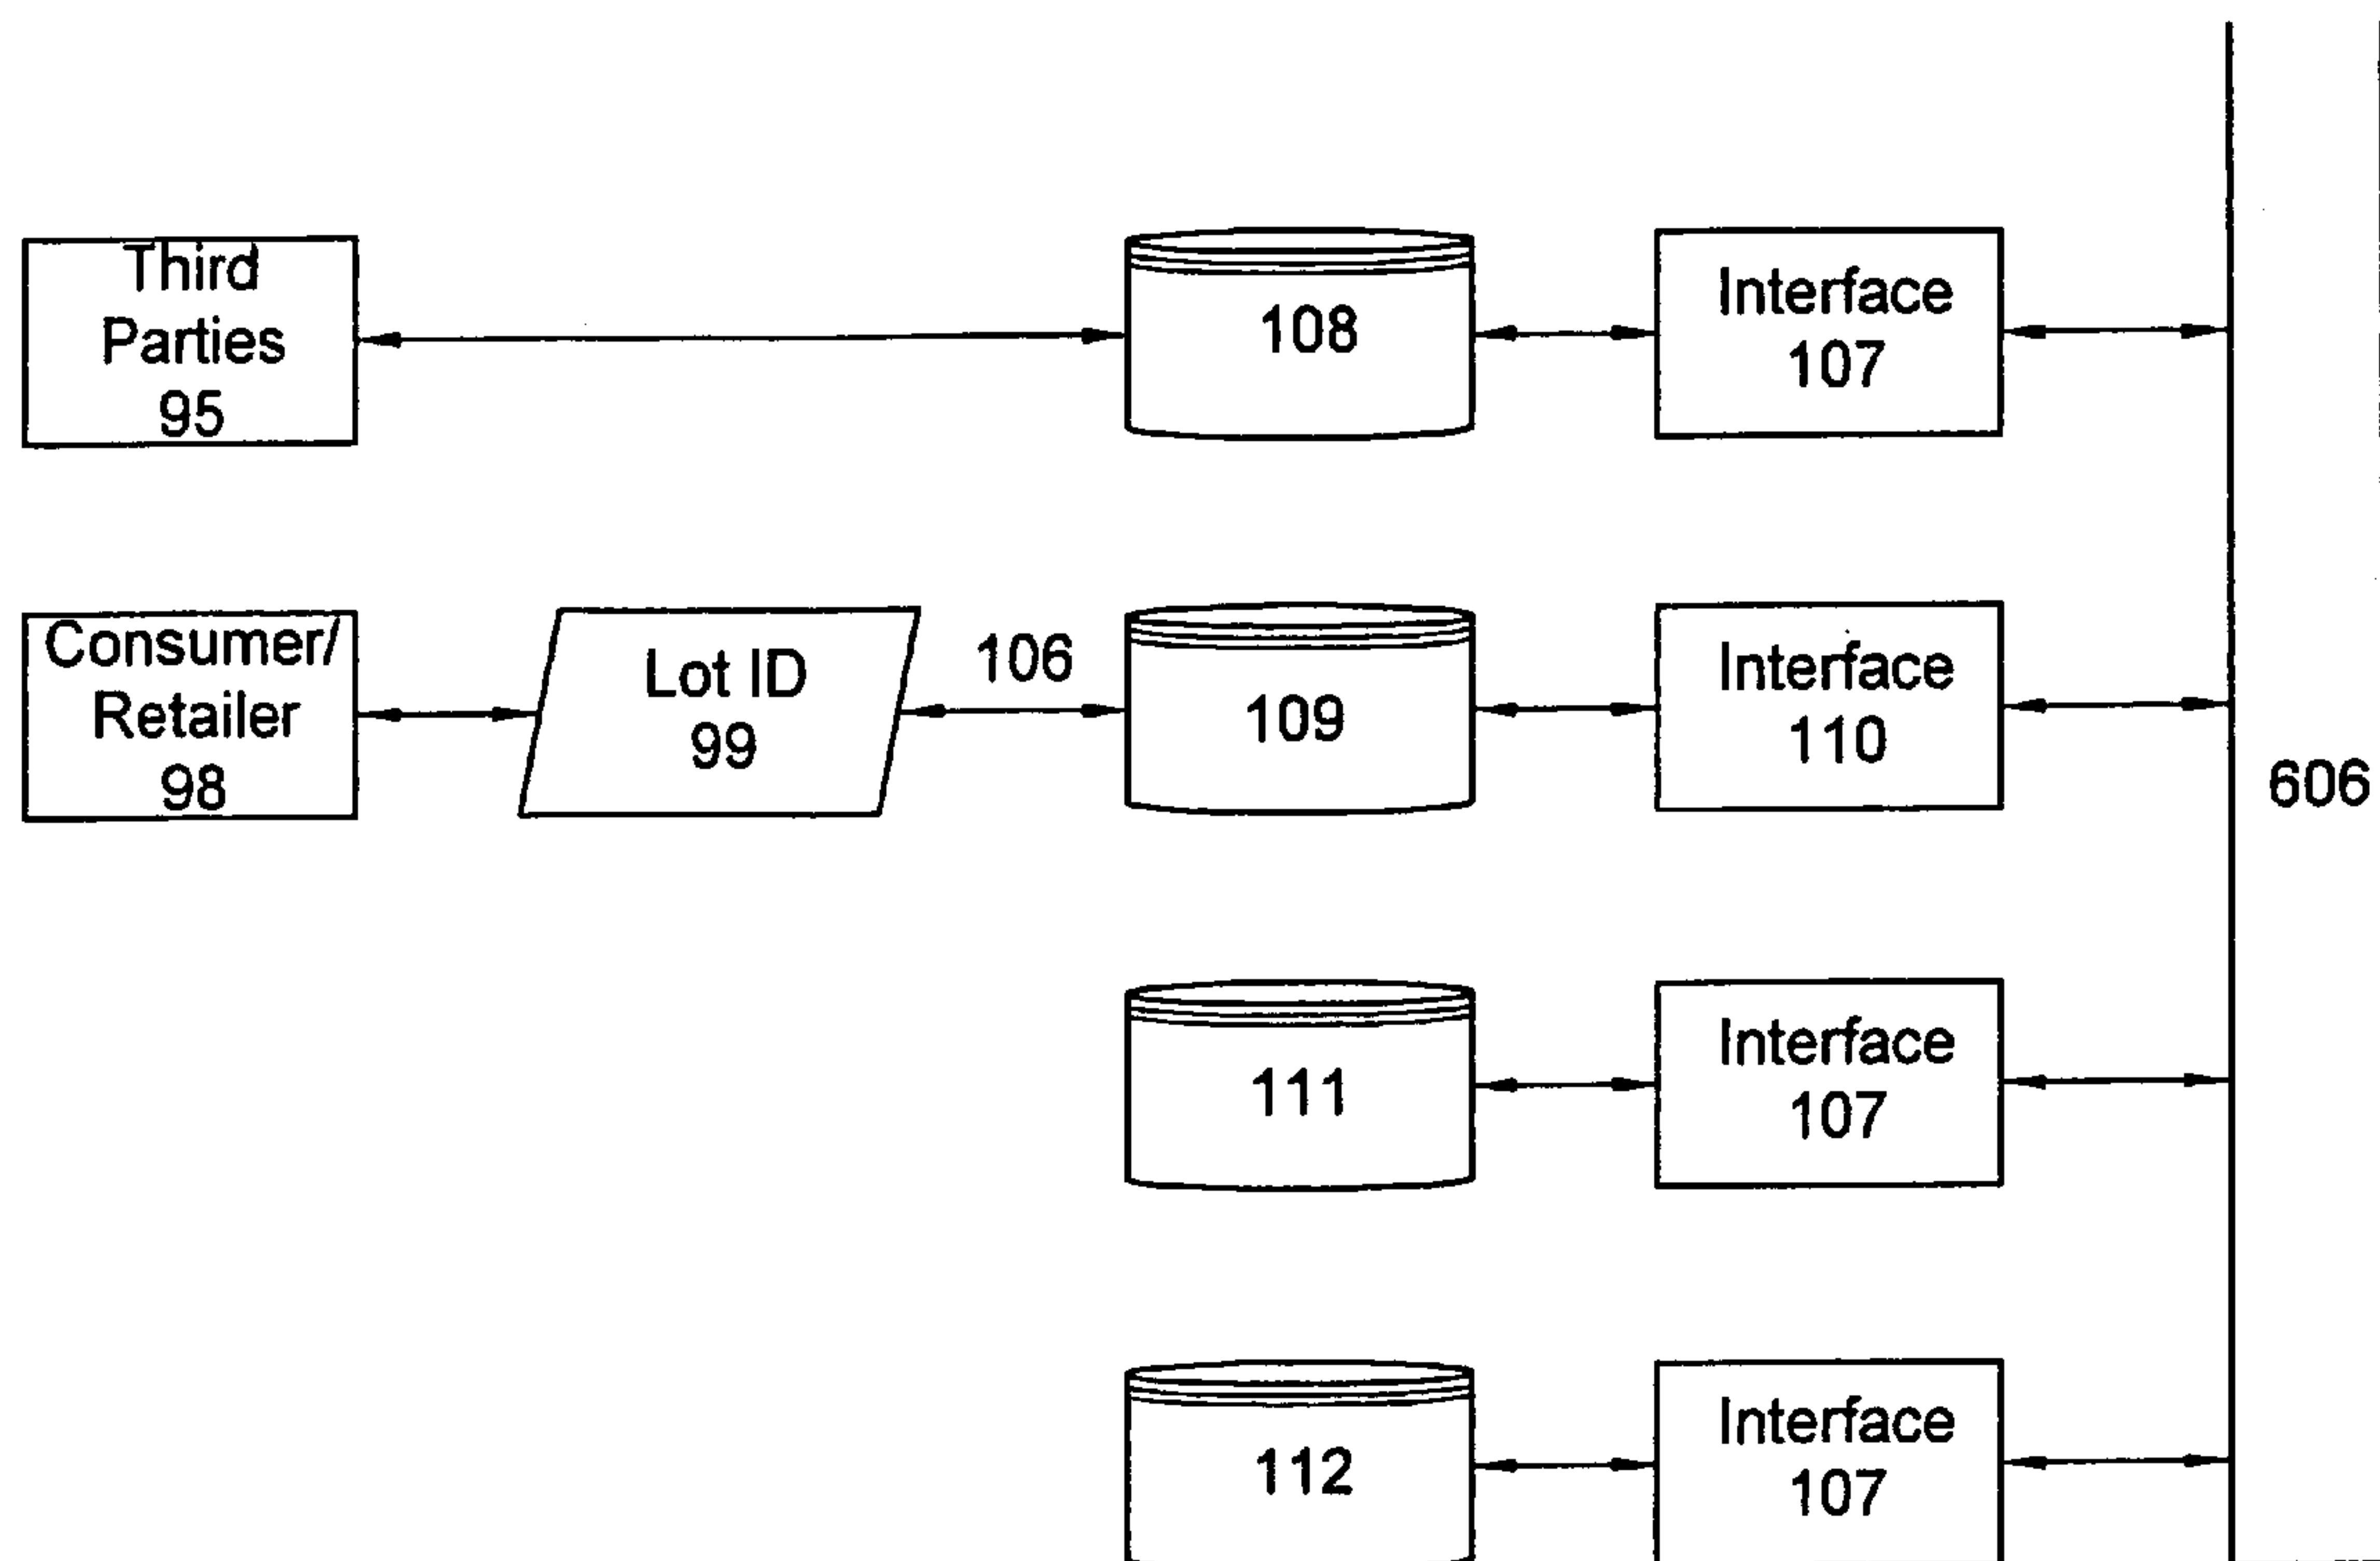 Third
Parties
95
108
Interface
107
Consumer/
Retailer
98
Lot ID
99
106
109
Interface
110
606
111
Interface
107
112
Interface
107